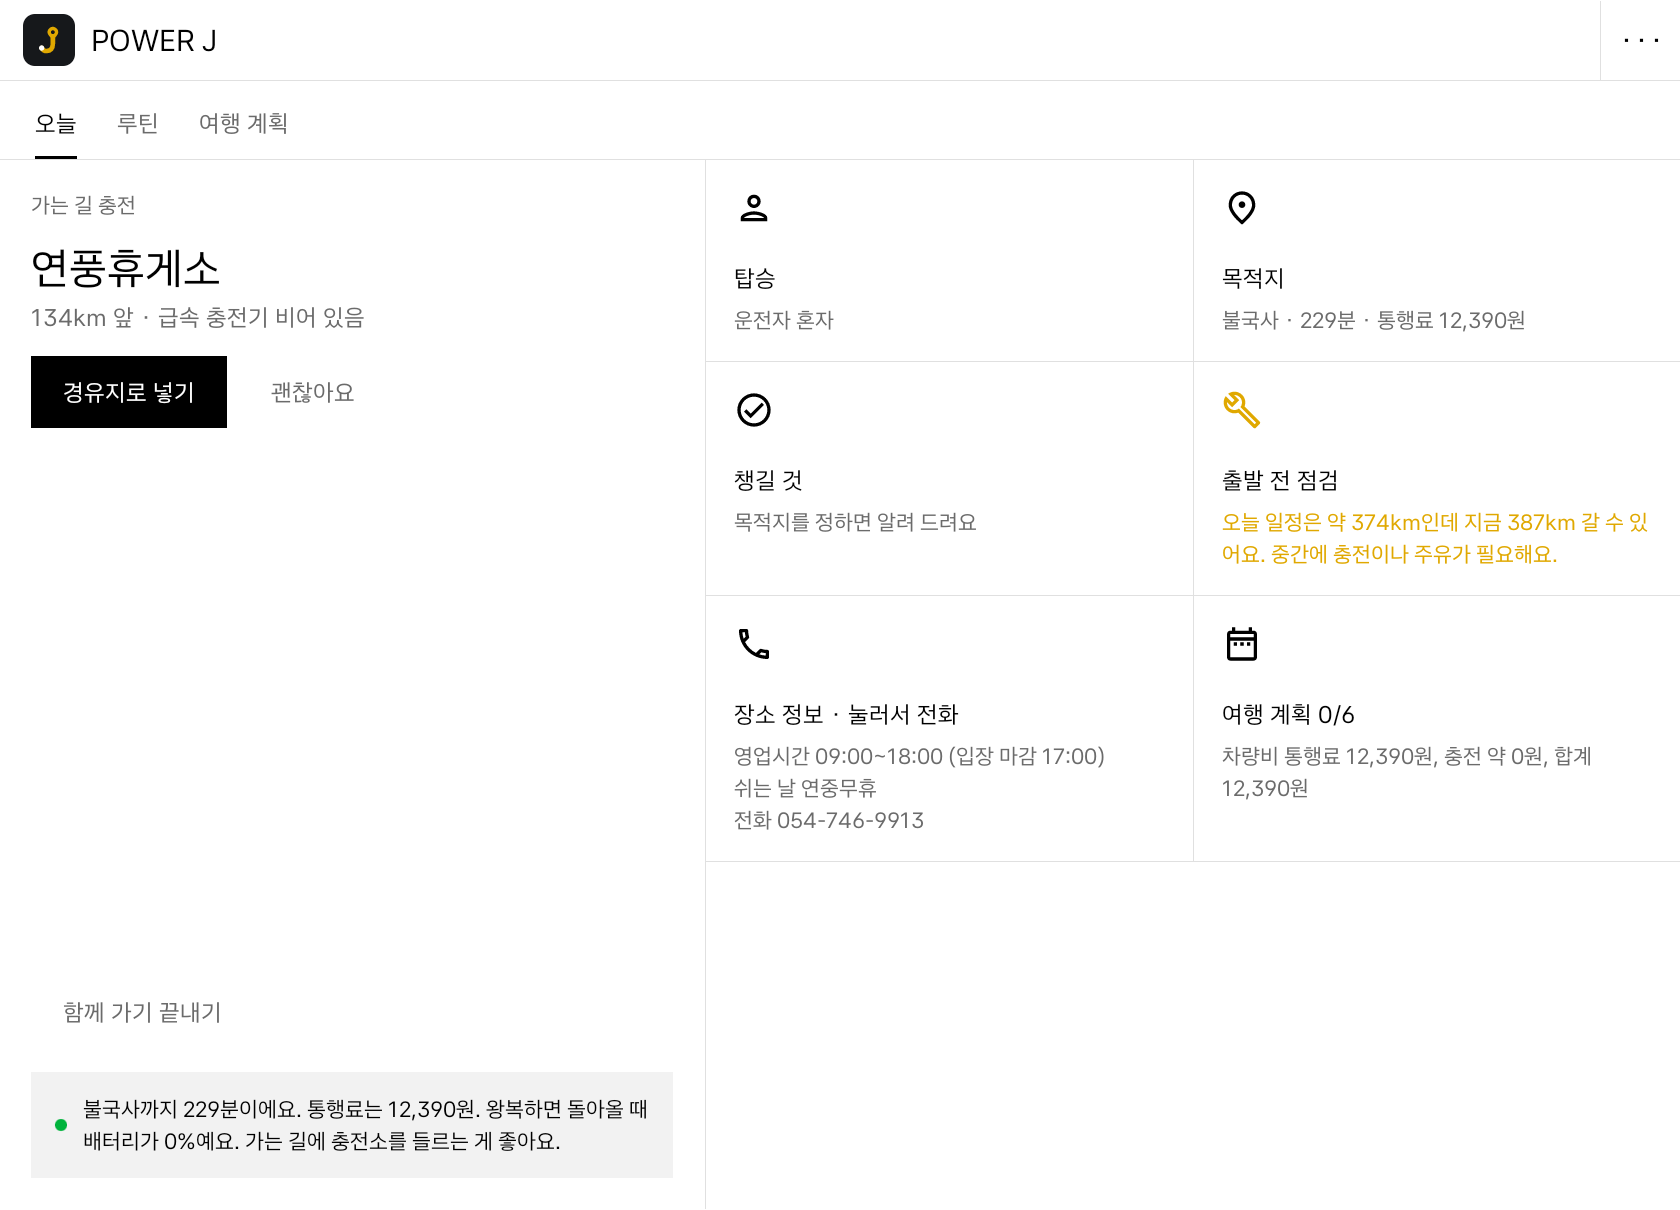 POWER J
오늘
루틴
여행 계획
가는 길 충전
연풍휴게소
134km 앞 · 급속 충전기 비어 있음
경유지로 넣기
괜찮아요
함께 가기 끝내기
불국사까지 229분이에요. 통행료는 12,390원. 왕복하면 돌아올 때
배터리가 0%예요. 가는 길에 충전소를 들르는 게 좋아요.
탑승
운전자 혼자
목적지
불국사 · 229분 · 통행료 12,390원
챙길 것
목적지를 정하면 알려 드려요
출발 전 점검
오늘 일정은 약 374km인데 지금 387km 갈 수 있
어요. 중간에 충전이나 주유가 필요해요.
장소 정보 · 눌러서 전화
영업시간 09:00~18:00 (입장 마감 17:00)
쉬는 날 연중무휴
전화 054-746-9913
여행 계획 0/6
차량비 통행료 12,390원, 충전 약 0원, 합계
12,390원